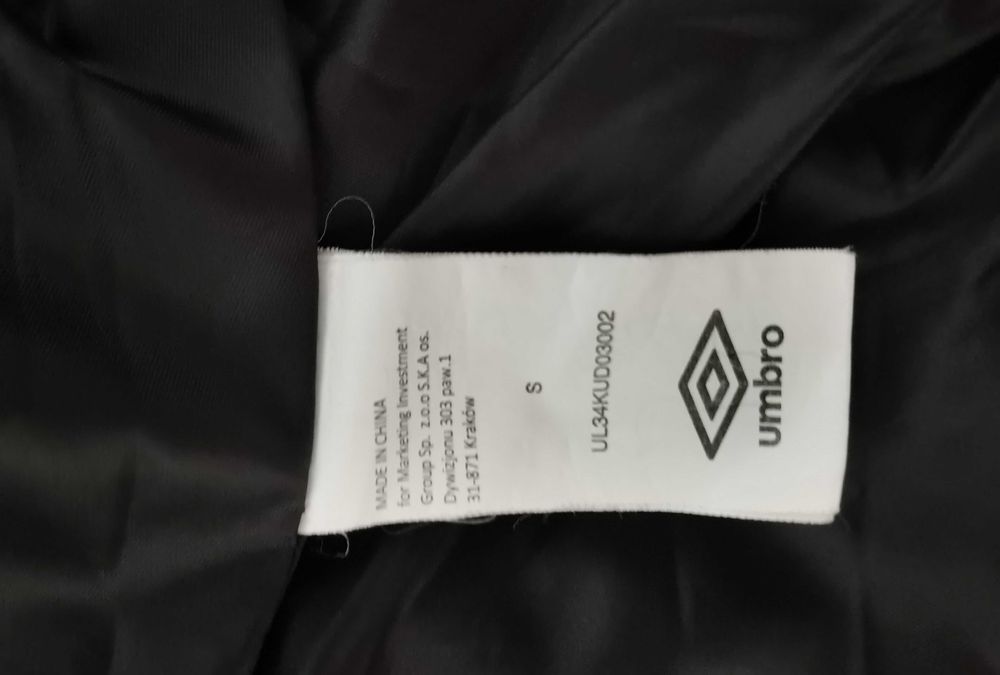 umbro
UL34KUD03002
S
MADE IN CHINA
for Marketing Investment
Group Sp. z.o.o S.K.A os.
Dywizjonu 303 paw.1
31-871 Kraków